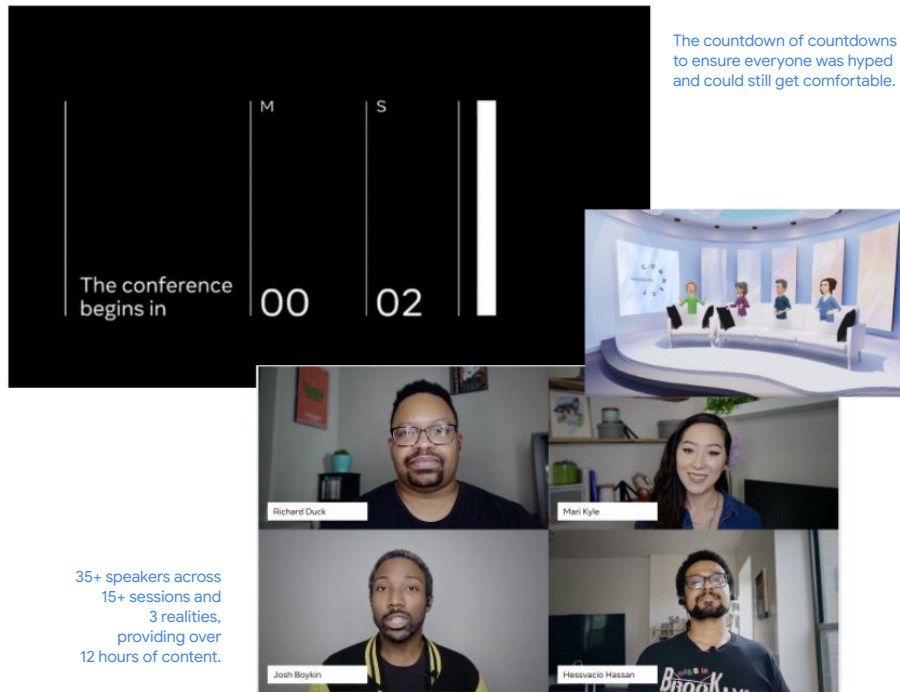 The countdown of countdowns
to ensure everyone was hyped
and could still get comfortable.
M
S
The conference
begins in
00
02
CONNECT
Richard Duck
Mari Kyle
Josh Boykin
Hessvacio Hassan
35+ speakers across
15+ sessions and
3 realities,
providing over
12 hours of content.